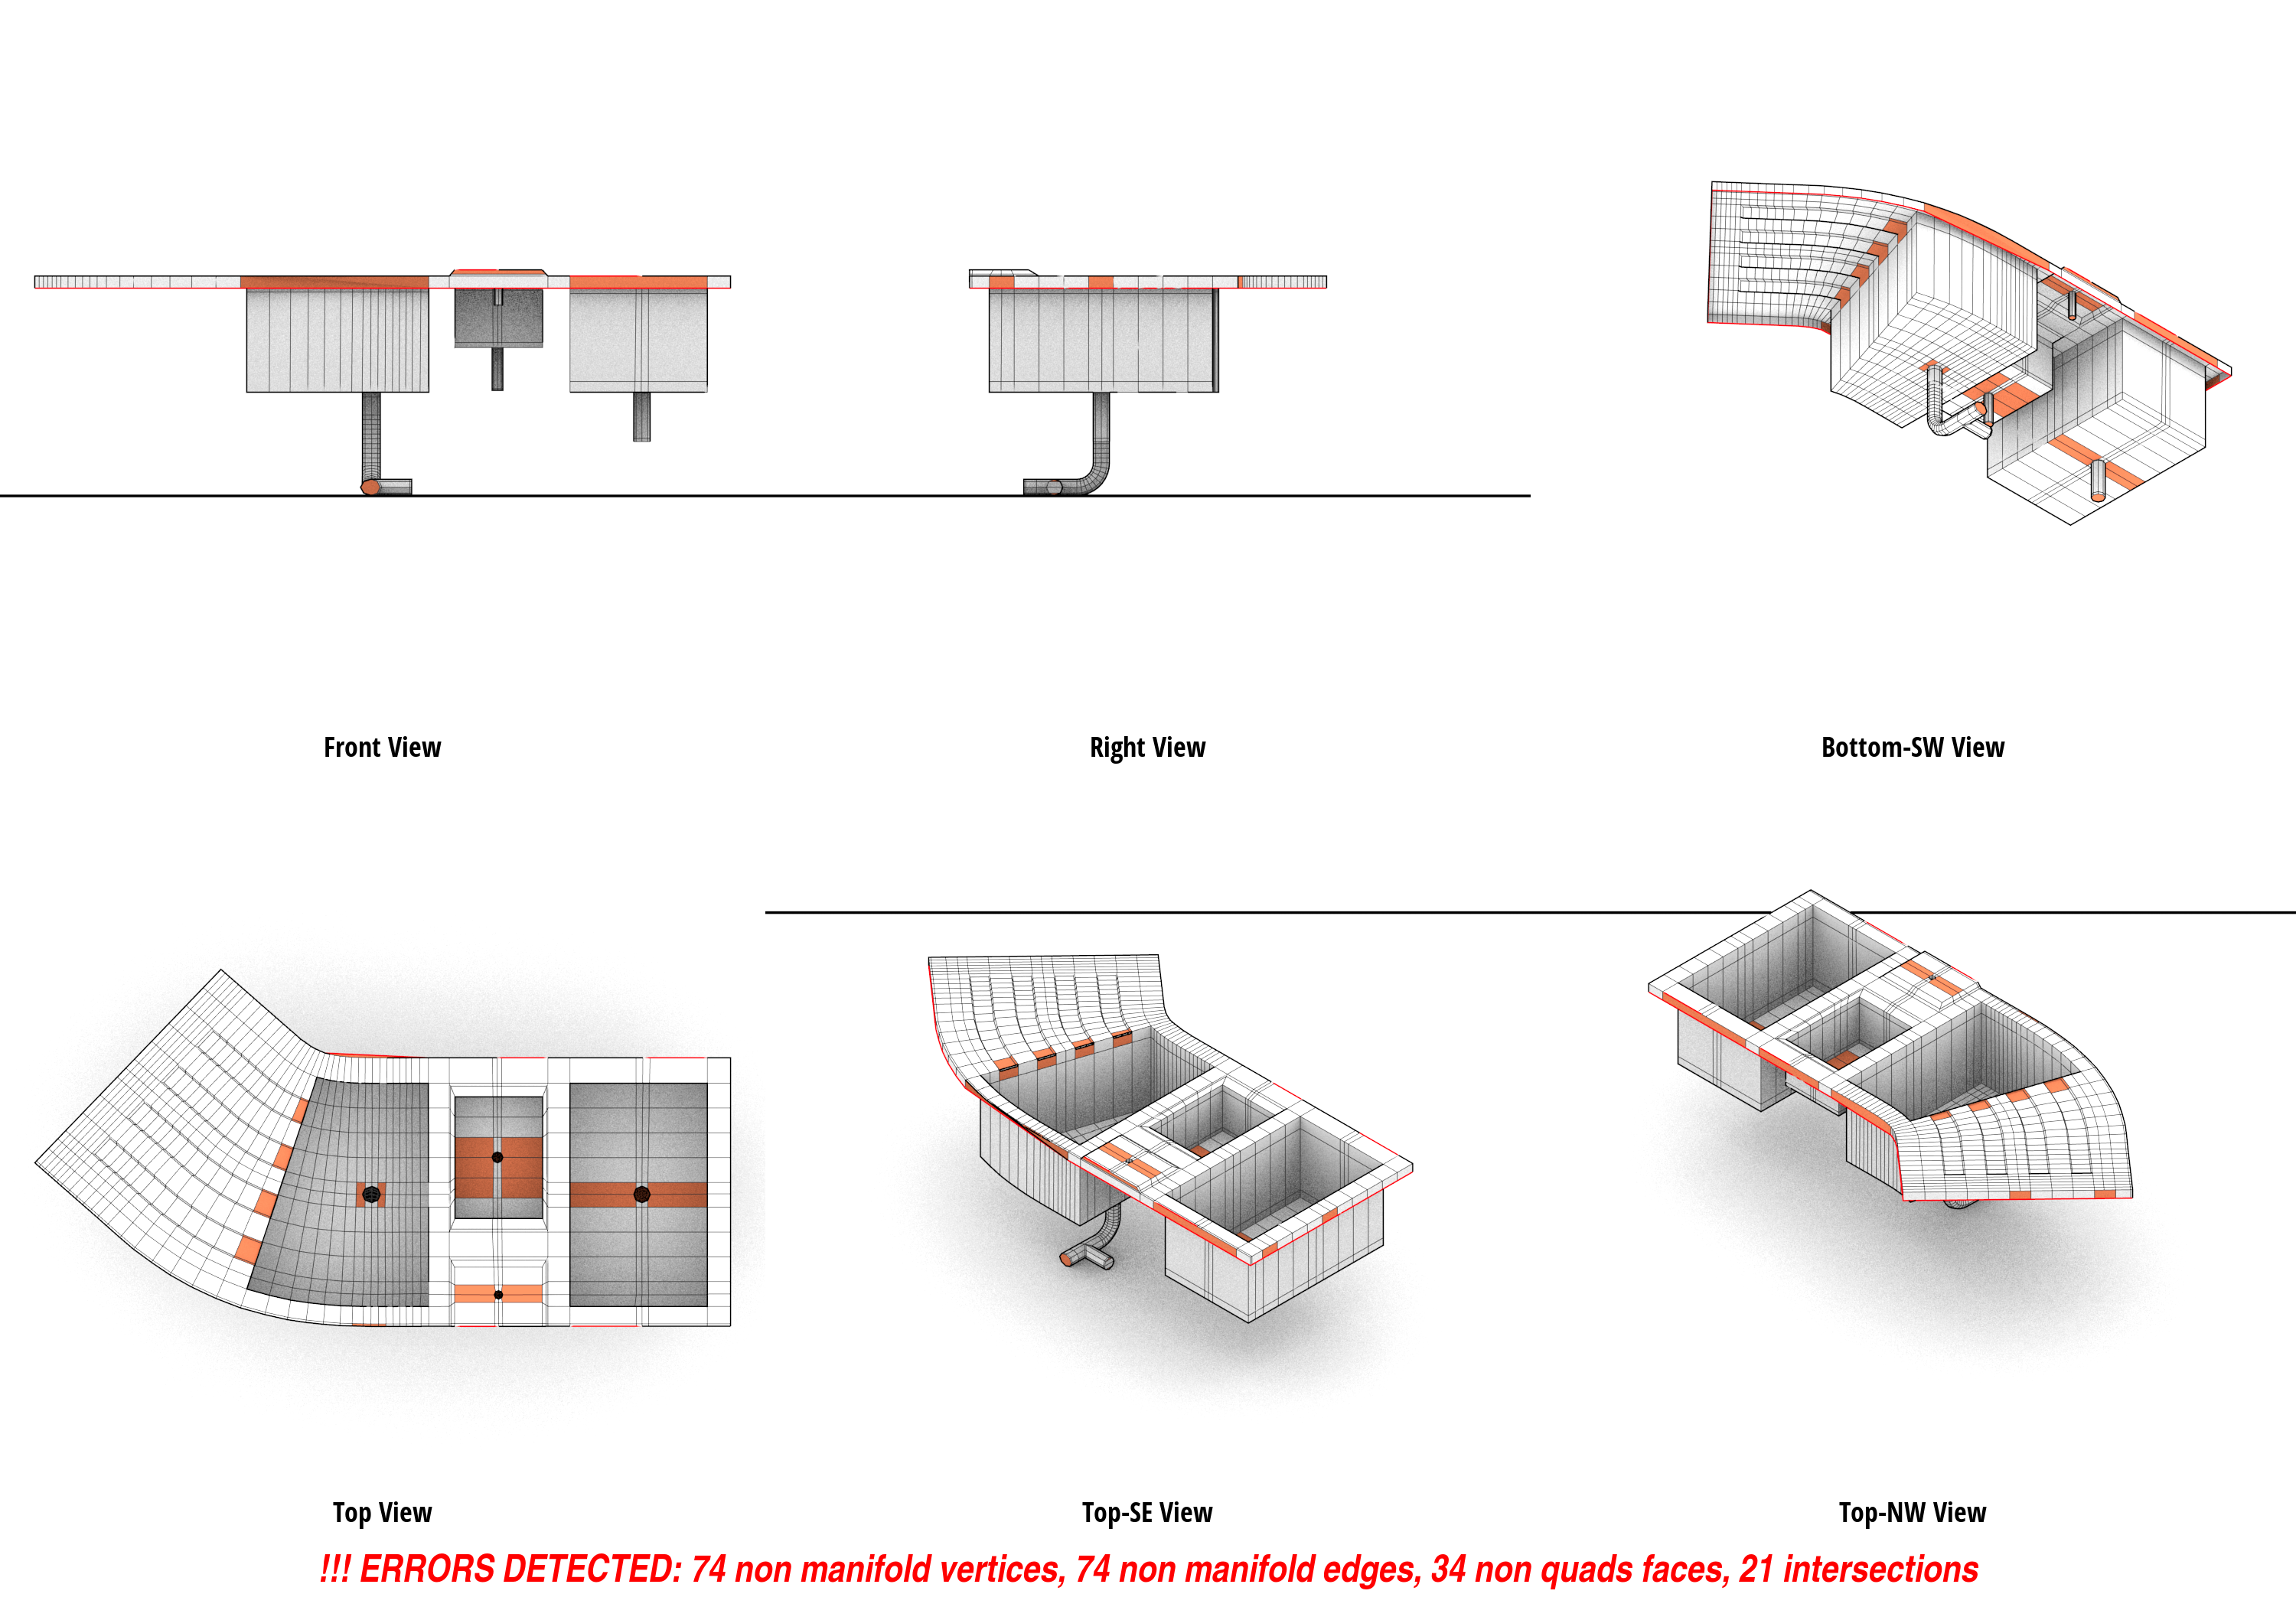 Front View
Right View
Bottom-SW View
Top View
Top-SE View
Top-NW View
!!! ERRORS DETECTED: 74 non manifold vertices, 74 non manifold edges, 34 non quads faces, 21 intersections